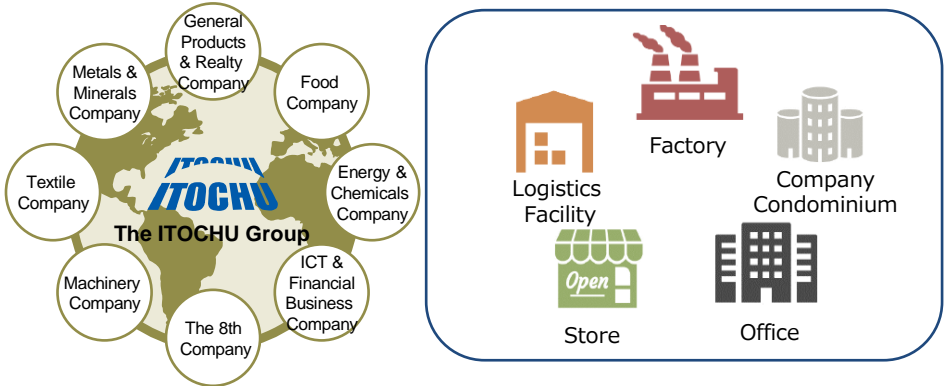 General
Products
& Realty
Company
Metals &
Minerals
Company
Food
Company
Textile
Company
ITOCHU
ITOCHU
The ITOCHU Group
Energy &
Chemicals
Company
Machinery
Company
ICT &
Financial
Business
Company
The 8th
Company
Factory
Logistics
Facility
Company
Condominium
Open
Store
Office